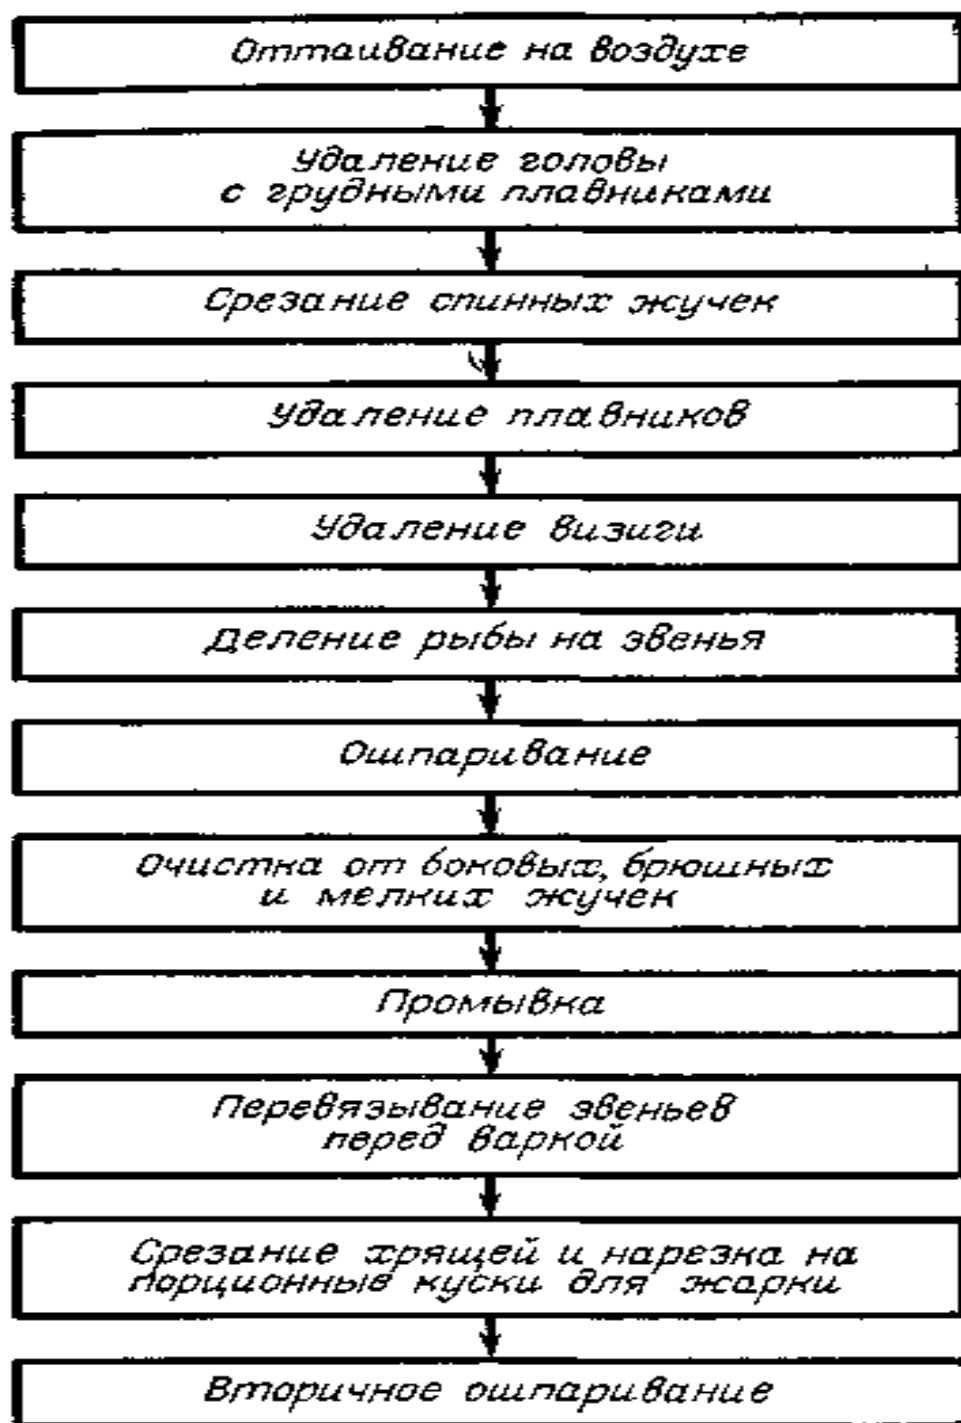 Оттаивание на воздухе
Удаление головы
с грудными плавниками
Срезание спинных жучек
Удаление плавников
Удаление визиги
Деление рыбы на звенья
Ошпаривание
Очистка от боковых, брюшных
и мелких жучек
Промывка
Перевязывание звеньев
перед варкой
Срезание хрящей и нарезка на
порционные куски для жарки
Вторичное ошпаривание